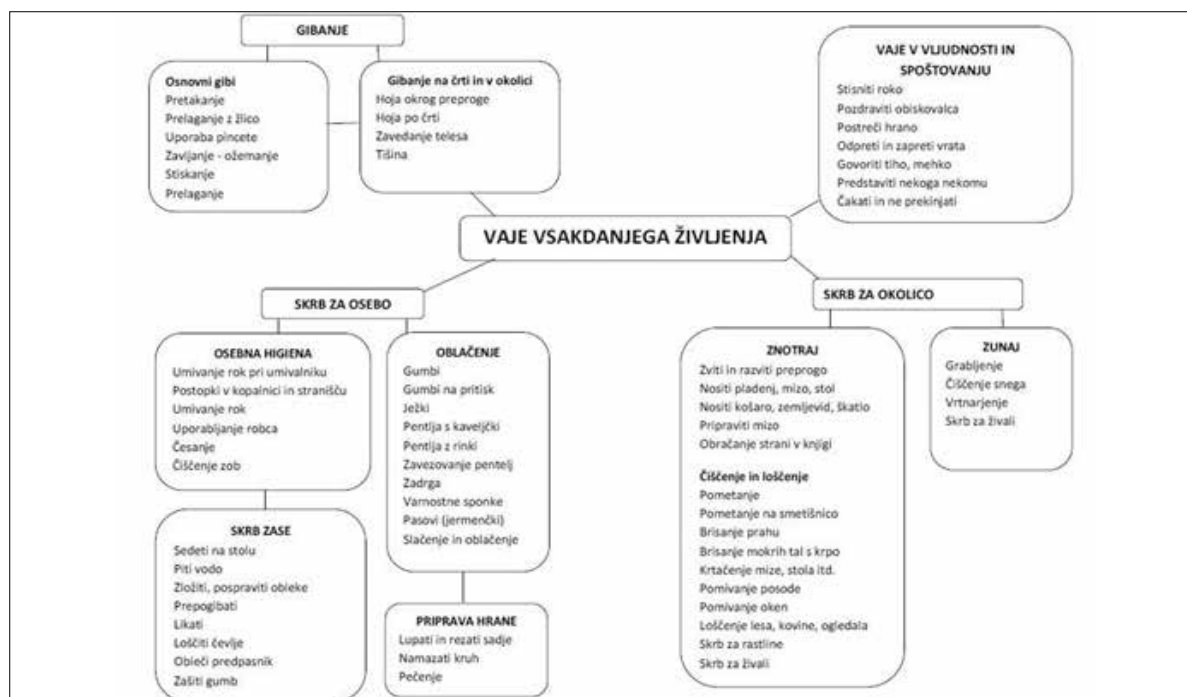 GIBANJE
Osnovni gibi
Pretakanje
Prelaganje z žlico
Uporaba pincete
Zavijanje - ožemanje
Stiskanje
Prelaganje
Gibanje na črti in v okolici
Hoja okrog preproge
Hoja po črti
Zavedanje telesa
Tišina
VAJE V VLJUDNOSTI IN
SPOŠTOVANJU
Stisniti roko
Pozdraviti obiskovalca
Postreči hrano
Odpreti in zapreti vrata
Govoriti tiho, mehko
Predstaviti nekoga nekomu
Čakati in ne prekinjati
VAJE VSAKDANJEGA ŽIVLJENJA
SKRB ZA OSEBO
OSEBNA HIGIENA
Umivanje rok pri umivalniku
Postopki v kopalnici in stranišču
Umivanje rok
Uporabljanje robca
Česanje
Čiščenje zob
SKRB ZASE
Sedeti na stolu
Piti vodo
Zložiti, pospraviti obleke
Prepogibati
Likati
Loščiti čevlje
Obleči predpasnik
Zašiti gumb
OBLAČENJE
Gumbi
Gumbi na pritisk
Ježki
Pentlja s kaveljčki
Pentlja z rinki
Zavezovanje pentelj
Zadrga
Varnostne sponke
Pasovi (jermenčki)
Slačenje in oblačenje
PRIPRAVA HRANE
Lupati in rezati sadje
Namazati kruh
Pečenje
SKRB ZA OKOLICO
ZNOTRAJ
Zviti in razviti preprogo
Nositi pladenj, mizo, stol
Nositi košaro, zemljevid, škatlo
Pripraviti mizo
Obračanje strani v knjigi
Čiščenje in loščenje
Pometanje
Pometanje na smetišnico
Brisanje prahu
Brisanje mokrih tal s krpo
Krtačenje mize, stola itd.
Pomivanje posode
Pomivanje oken
Loščenje lesa, kovine, ogledala
Skrb za rastline
Skrb za živali
ZUNAJ
Grabljenje
Čiščenje snega
Vrtnarjenje
Skrb za živali